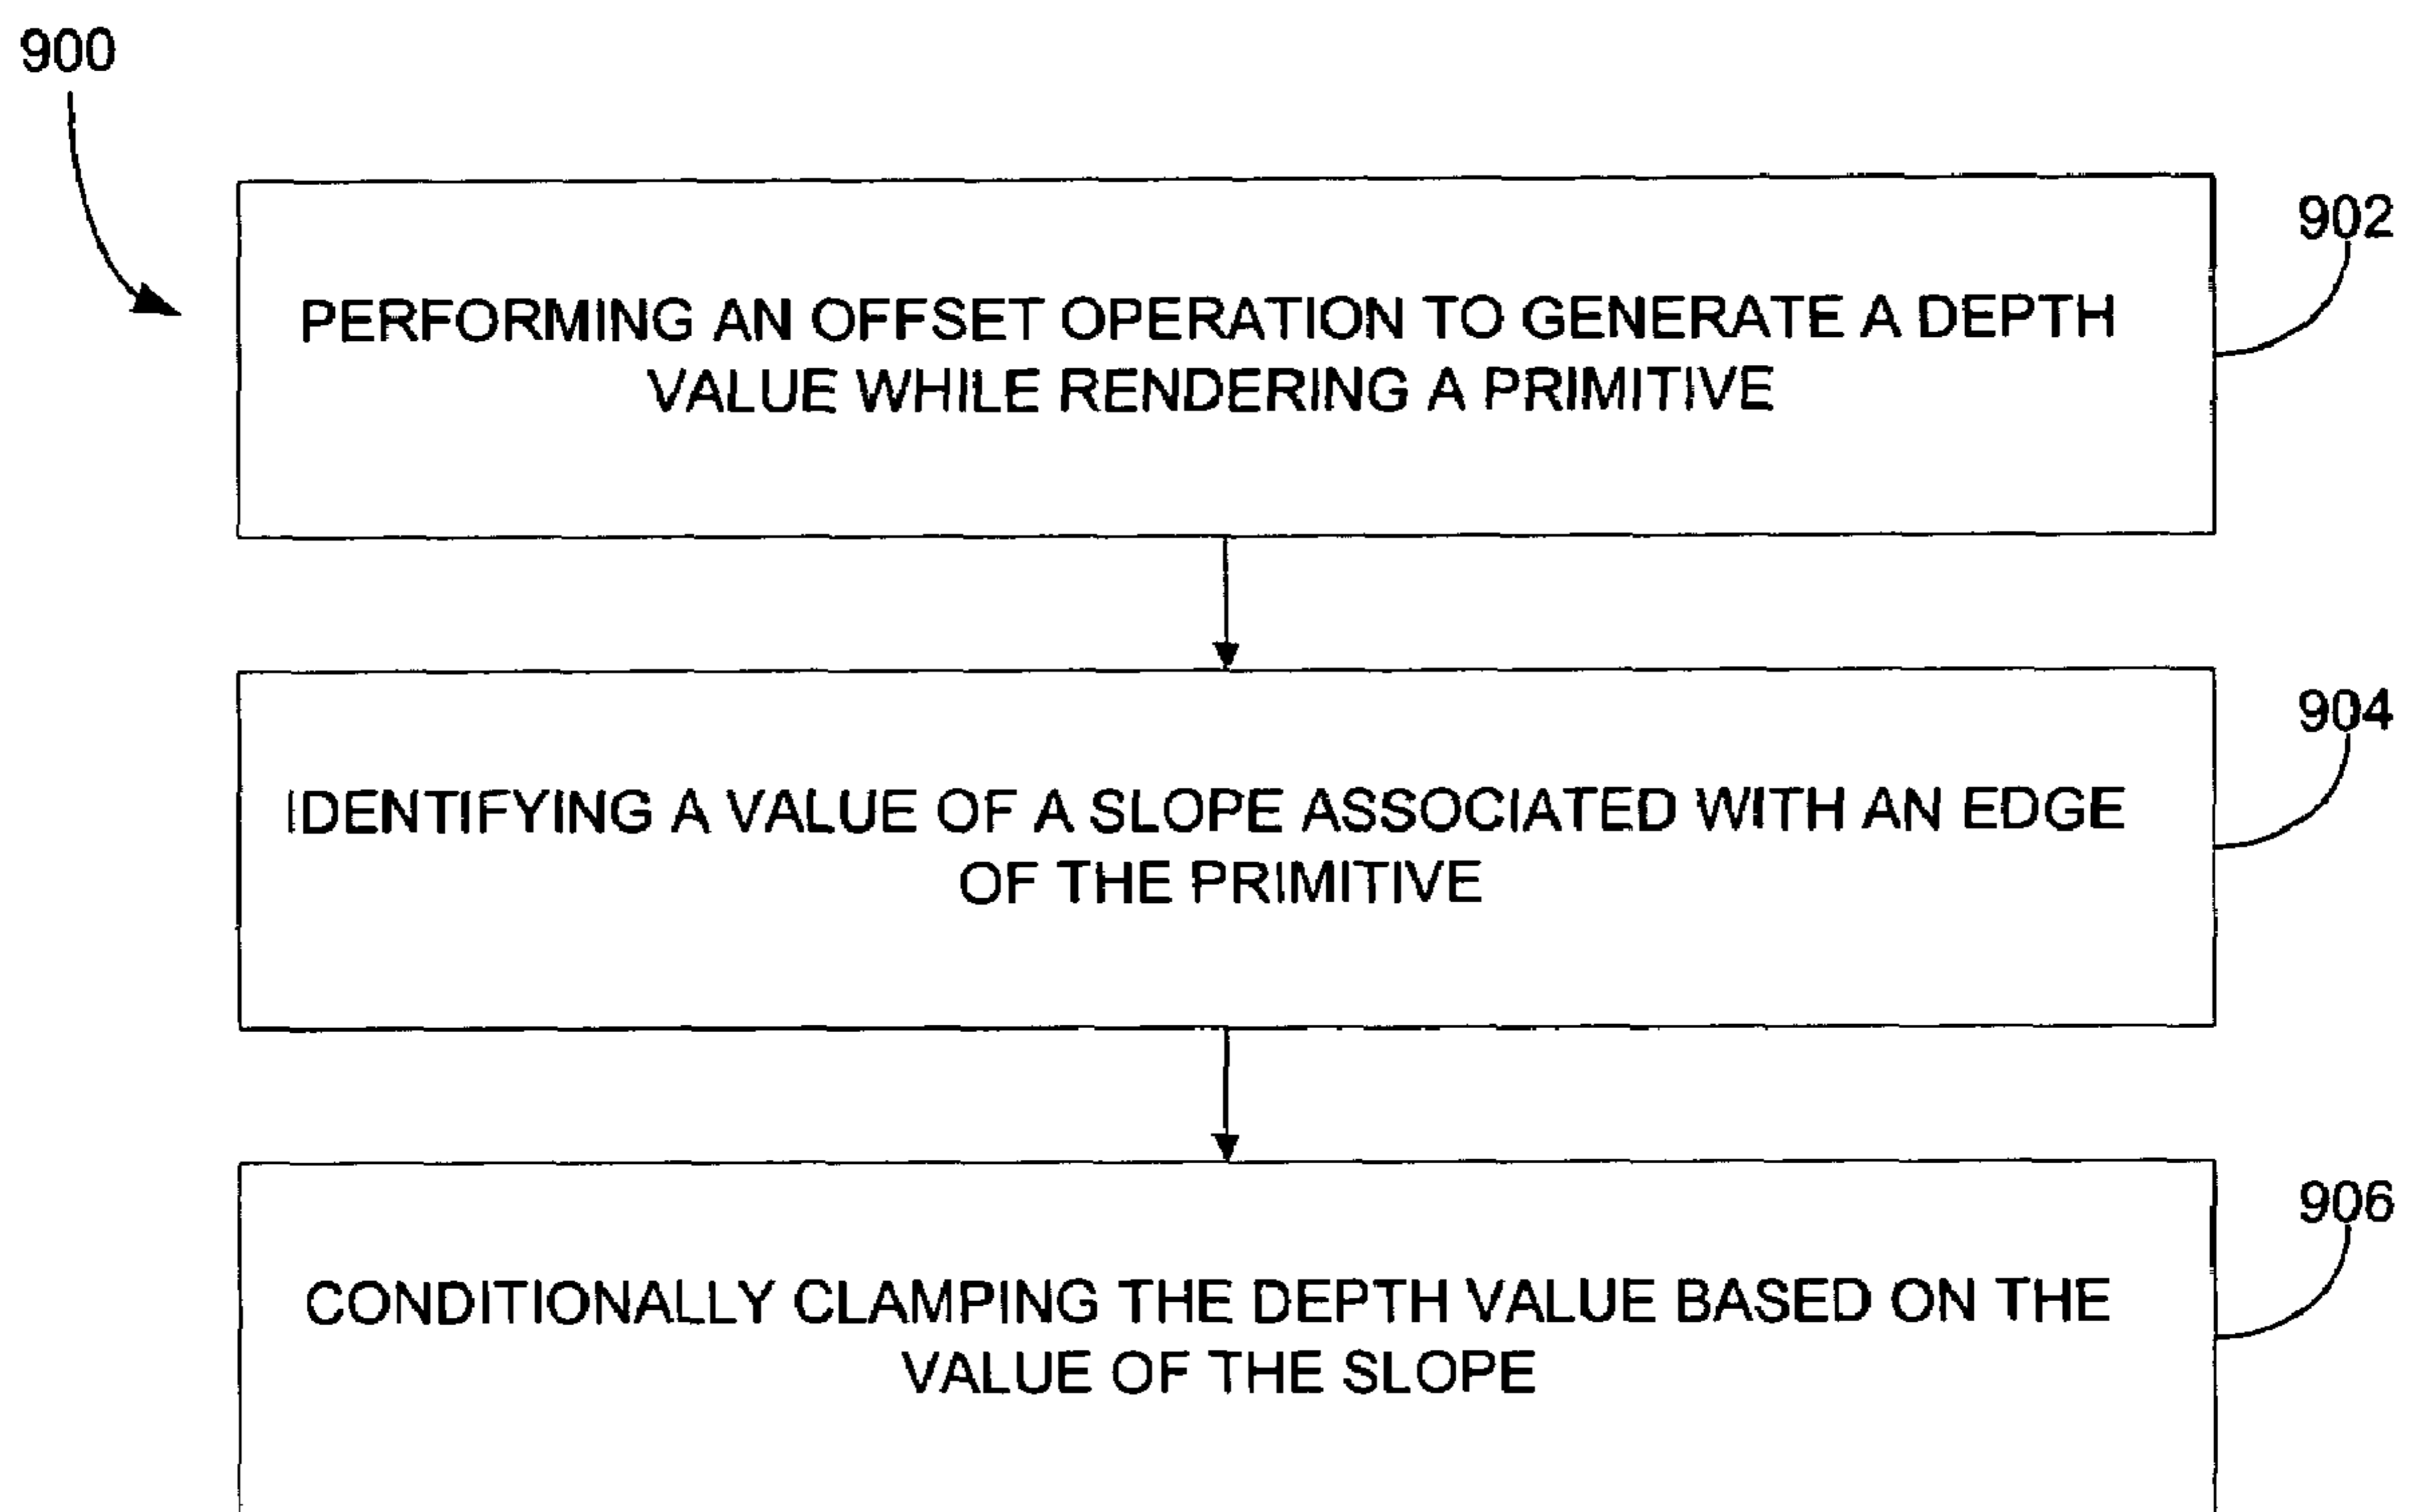 900
902
PERFORMING AN OFFSET OPERATION TO GENERATE A DEPTH
VALUE WHILE RENDERING A PRIMITIVE
904
IDENTIFYING A VALUE OF A SLOPE ASSOCIATED WITH AN EDGE
OF THE PRIMITIVE
906
CONDITIONALLY CLAMPING THE DEPTH VALUE BASED ON THE
VALUE OF THE SLOPE